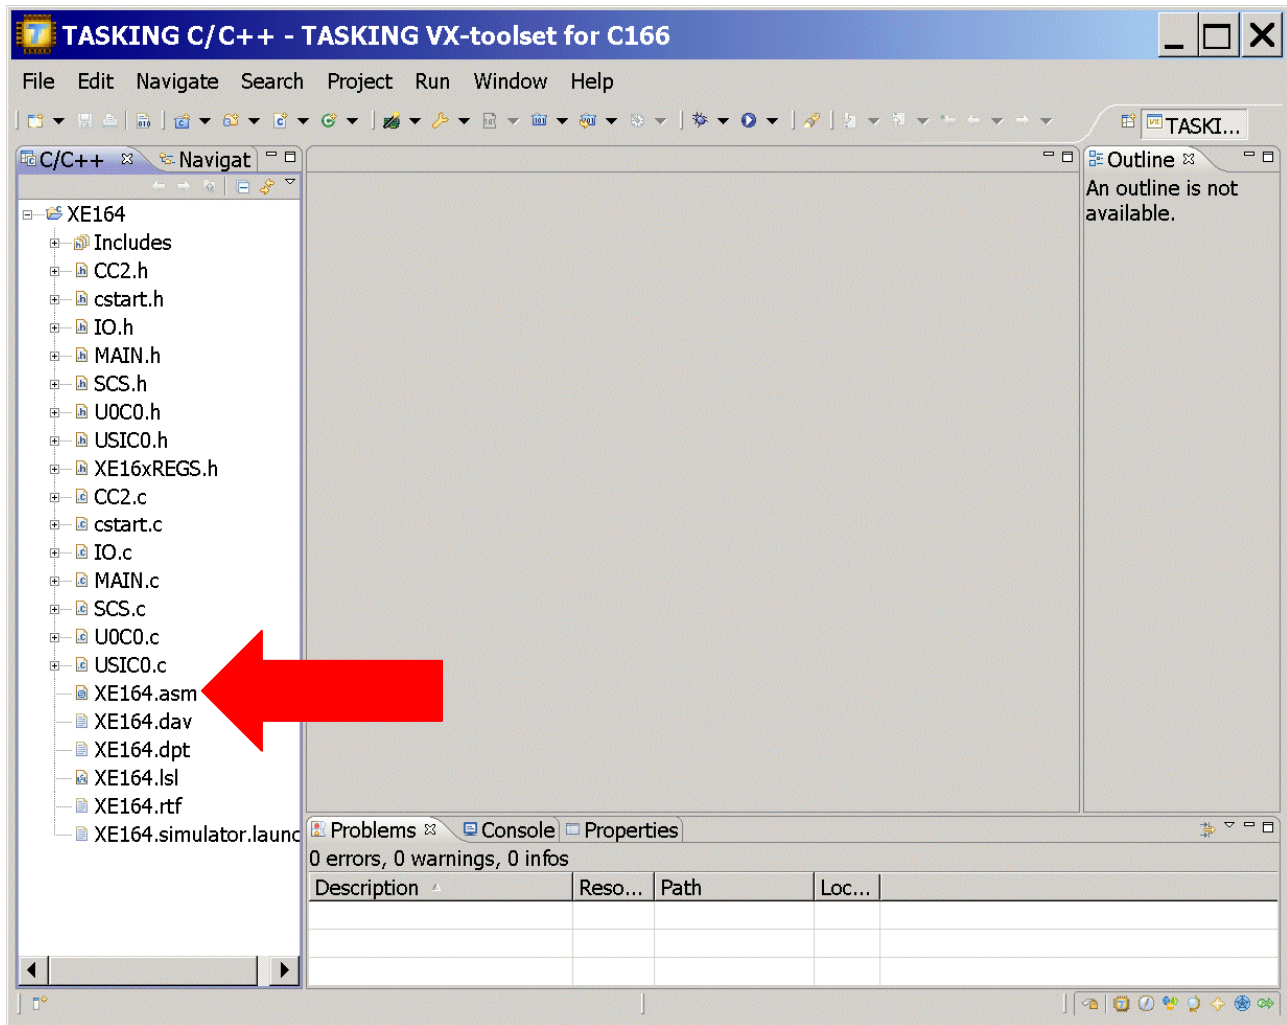 TASKING C/C++ - TASKING VX-toolset for C166
File Edit Navigate Search Project Run Window Help
TASKI...
C/C++ Navigat
XE164
Includes
CC2.h
cstart.h
IO.h
MAIN.h
SCS.h
U0C0.h
USIC0.h
XE16xREGS.h
CC2.c
cstart.c
IO.c
MAIN.c
SCS.c
U0C0.c
USIC0.c
XE164.asm
XE164.dav
XE164.dpt
XE164.lsl
XE164.rtf
XE164.simulator.launc
Outline
An outline is not
available.
Problems Console Properties
0 errors, 0 warnings, 0 infos
Description Reso... Path Loc...